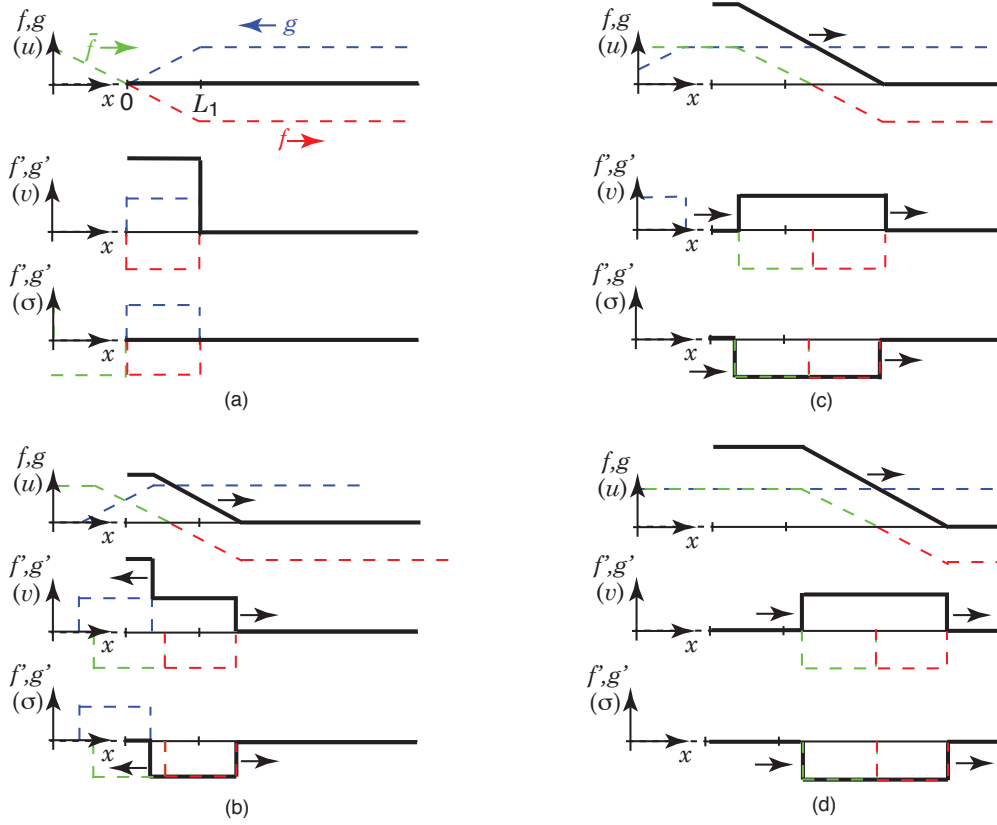 f,g
(u)
f̄
g
x
0
L₁
f
f',g'
(v)
x
f',g'
(σ)
x
(a)
f,g
(u)
x
f',g'
(v)
x
f',g'
(σ)
x
(b)
f,g
(u)
x
f',g'
(v)
x
f',g'
(σ)
x
(c)
f,g
(u)
x
f',g'
(v)
x
f',g'
(σ)
x
(d)